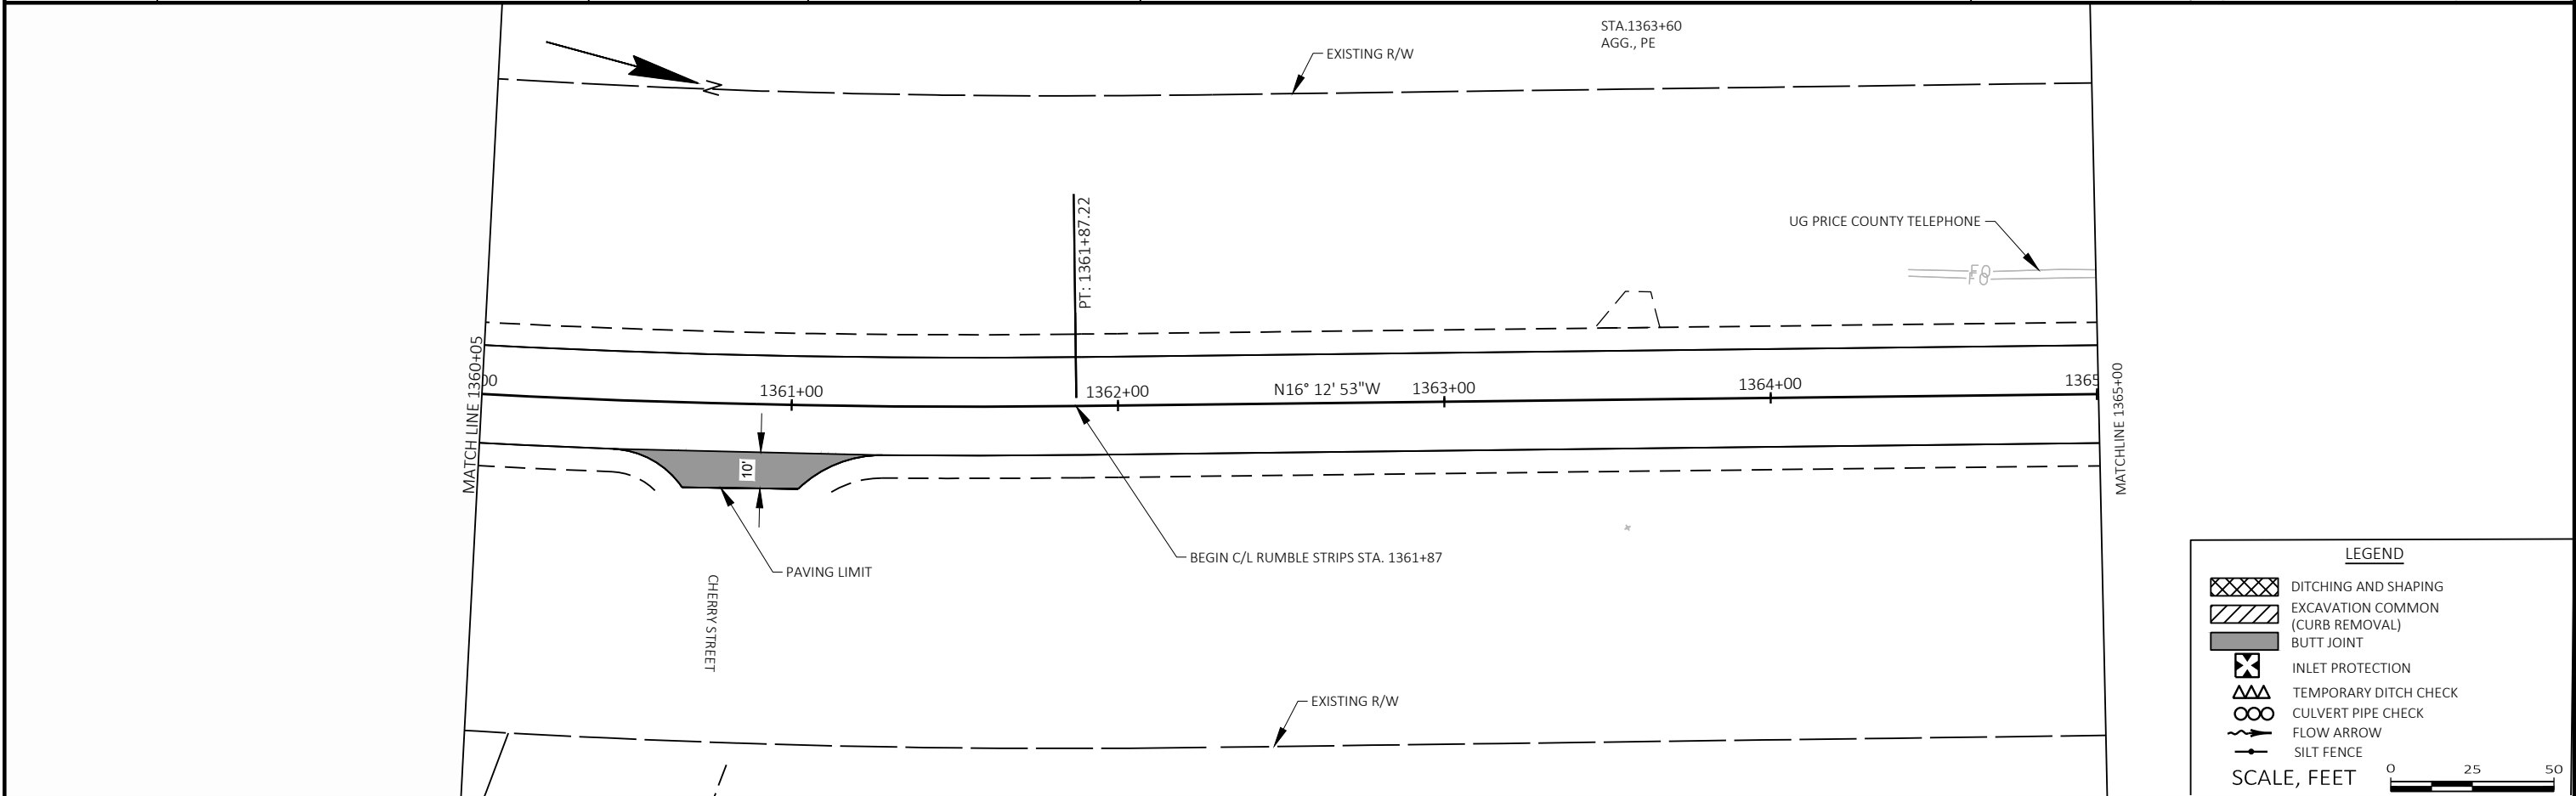 STA.1363+60
AGG., PE
EXISTING R/W
PT: 1361+87.22
UG PRICE COUNTY TELEPHONE
FO
FO
MATCH LINE 1360+05
00
1361+00
1362+00
N16° 12' 53"W
1363+00
1364+00
1365
MATCHLINE 1365+00
10'
PAVING LIMIT
BEGIN C/L RUMBLE STRIPS STA. 1361+87
CHERRY STREET
EXISTING R/W
LEGEND
DITCHING AND SHAPING
EXCAVATION COMMON
(CURB REMOVAL)
BUTT JOINT
INLET PROTECTION
TEMPORARY DITCH CHECK
CULVERT PIPE CHECK
FLOW ARROW
SILT FENCE
SCALE, FEET
0 25 50